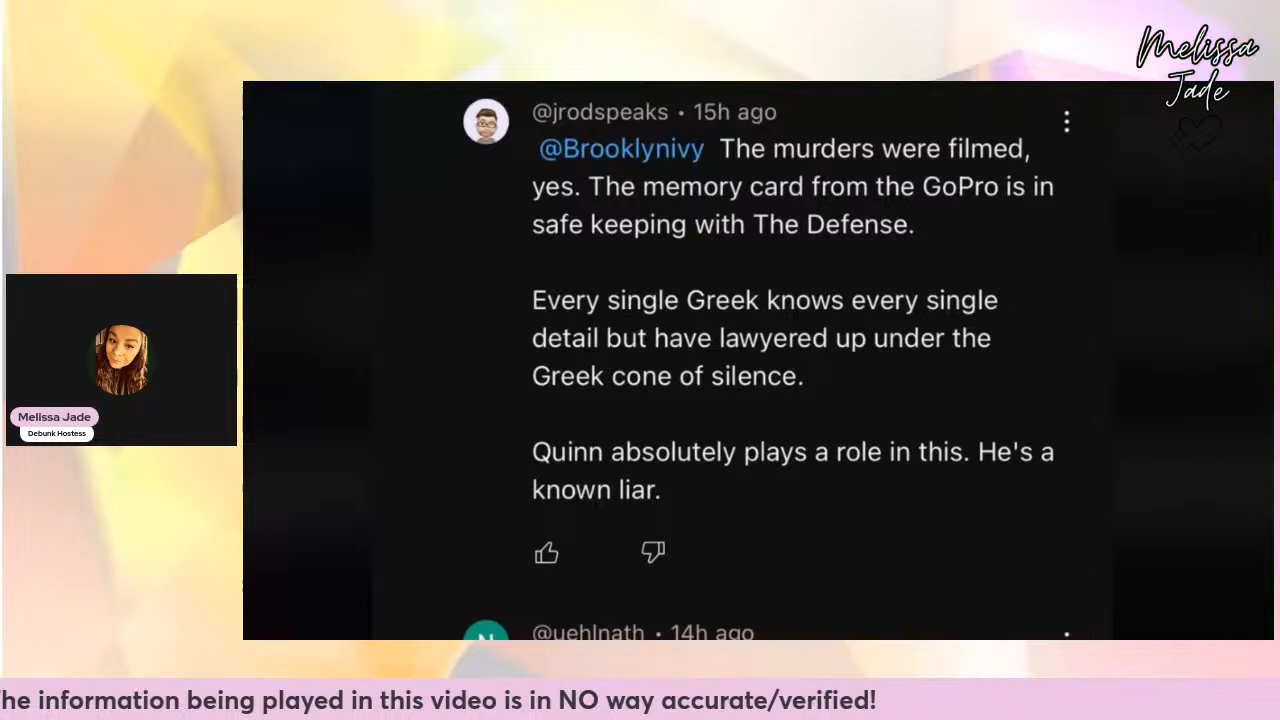 Melissa
Jade
@jrodspeaks • 15h ago
@Brooklynivy The murders were filmed,
yes. The memory card from the GoPro is in
safe keeping with The Defense.
Every single Greek knows every single
detail but have lawyered up under the
Greek cone of silence.
Quinn absolutely plays a role in this. He's a
known liar.
Melissa Jade
Debunk Hostess
N
@uehlnath • 14h ago
he information being played in this video is in NO way accurate/verified!